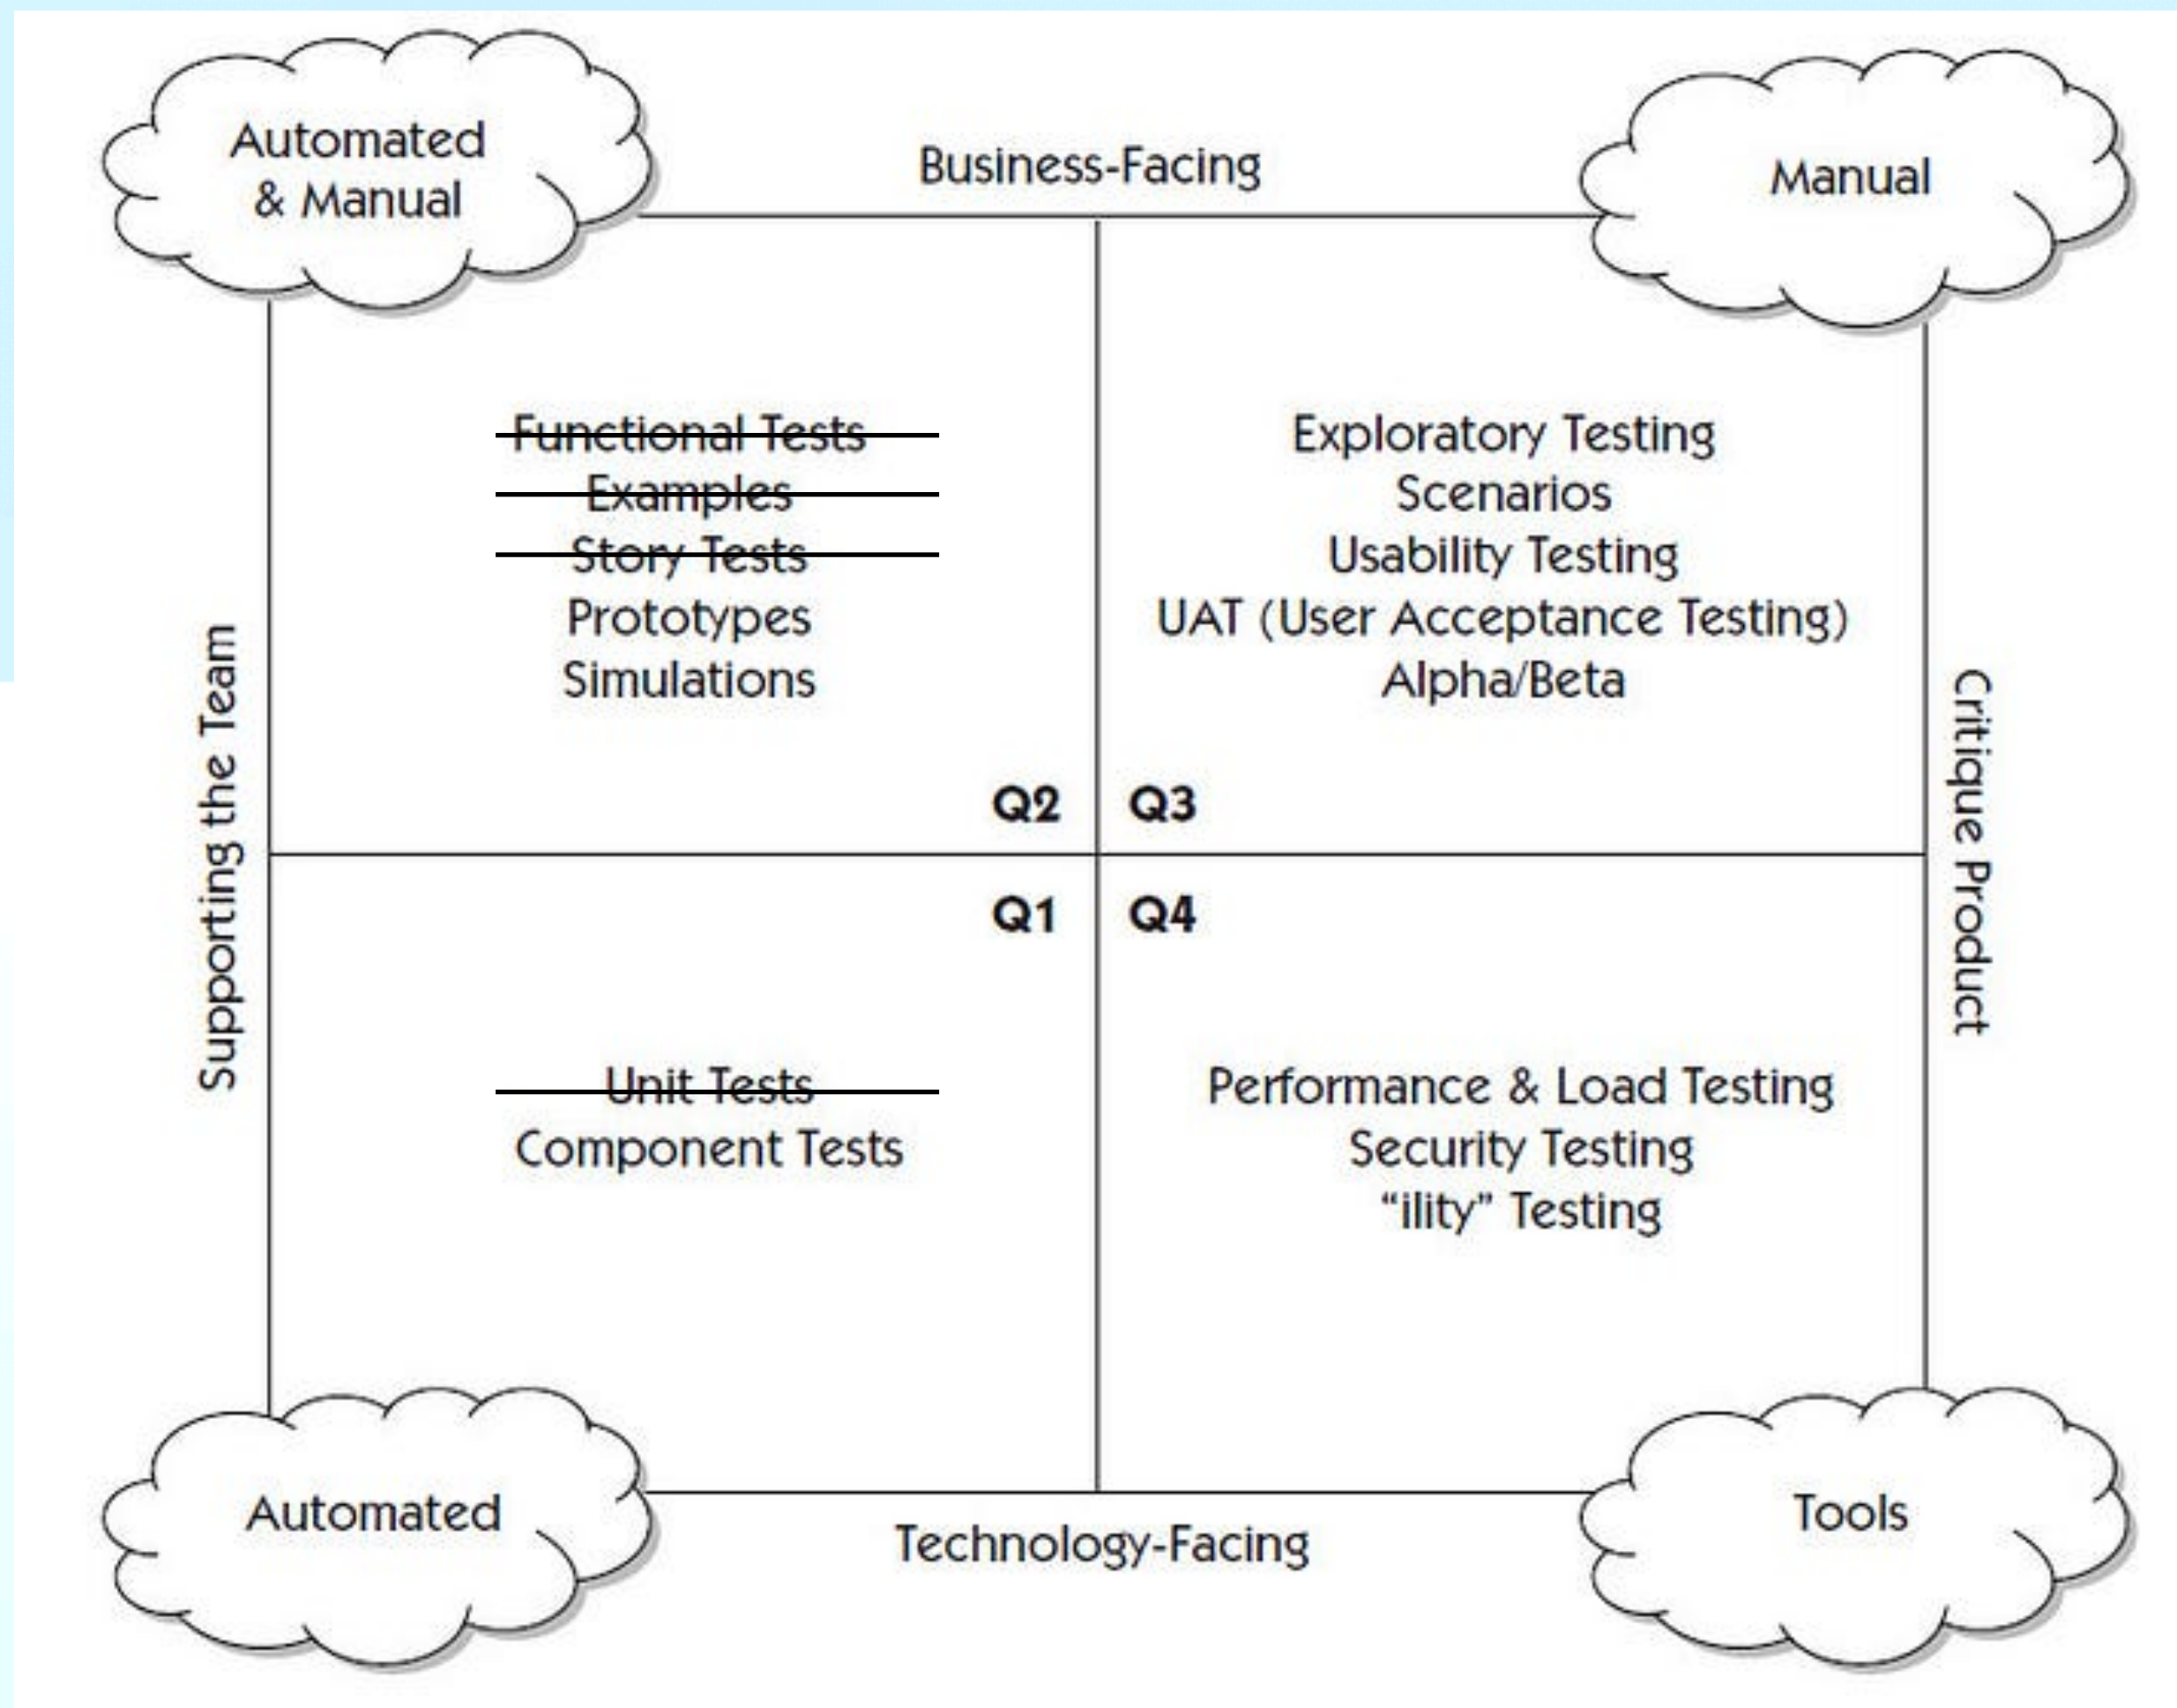 Automated
& Manual
Business-Facing
Manual
Functional Tests
Examples
Story Tests
Prototypes
Simulations
Exploratory Testing
Scenarios
Usability Testing
UAT (User Acceptance Testing)
Alpha/Beta
Supporting the Team
Critique Product
Q2
Q3
Q1
Q4
Unit Tests
Component Tests
Performance & Load Testing
Security Testing
“ility” Testing
Automated
Technology-Facing
Tools